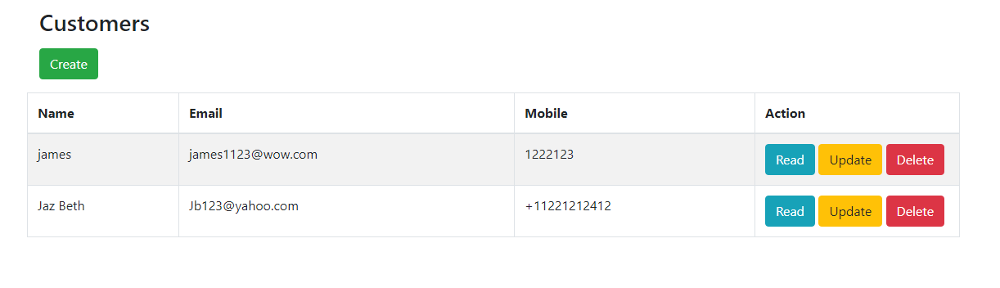 Customers
Create
Name Email Mobile Action
james james1123@wow.com 1222123 Read Update Delete
Jaz Beth Jb123@yahoo.com +11221212412 Read Update Delete